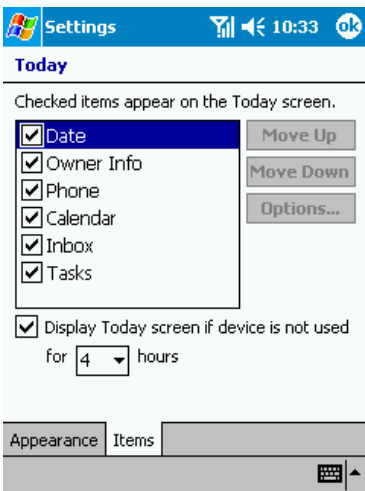 Settings 10:33 ok
Today
Checked items appear on the Today screen.
Date
Owner Info
Phone
Calendar
Inbox
Tasks
Move Up
Move Down
Options...
Display Today screen if device is not used
for 4 hours
Appearance Items